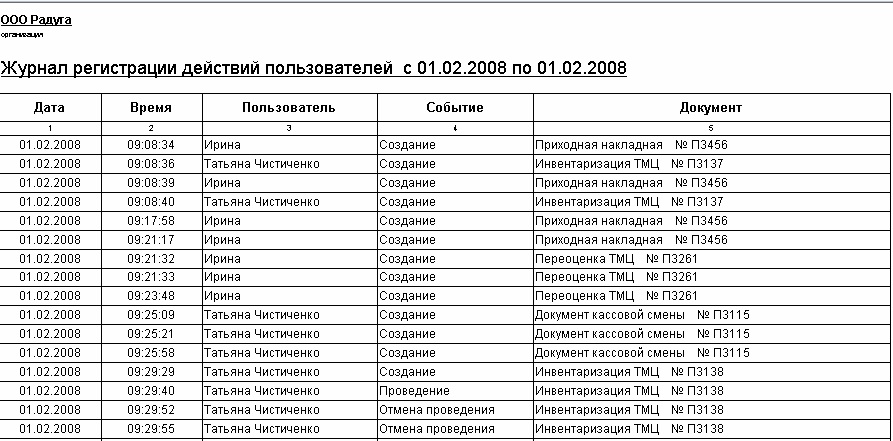 ООО Радуга
организация
Журнал регистрации действий пользователей с 01.02.2008 по 01.02.2008
Дата Время Пользователь Событие Документ
1 2 3 4 5
01.02.2008 09:08:34 Ирина Создание Приходная накладная № П3456
01.02.2008 09:08:36 Татьяна Чистиченко Создание Инвентаризация ТМЦ № П3137
01.02.2008 09:08:39 Ирина Создание Приходная накладная № П3456
01.02.2008 09:08:40 Татьяна Чистиченко Создание Инвентаризация ТМЦ № П3137
01.02.2008 09:17:58 Ирина Создание Приходная накладная № П3456
01.02.2008 09:21:17 Ирина Создание Приходная накладная № П3456
01.02.2008 09:21:32 Ирина Создание Переоценка ТМЦ № П3261
01.02.2008 09:21:33 Ирина Создание Переоценка ТМЦ № П3261
01.02.2008 09:23:48 Ирина Создание Переоценка ТМЦ № П3261
01.02.2008 09:25:09 Татьяна Чистиченко Создание Документ кассовой смены № П3115
01.02.2008 09:25:21 Татьяна Чистиченко Создание Документ кассовой смены № П3115
01.02.2008 09:25:58 Татьяна Чистиченко Создание Документ кассовой смены № П3115
01.02.2008 09:29:29 Татьяна Чистиченко Создание Инвентаризация ТМЦ № П3138
01.02.2008 09:29:40 Татьяна Чистиченко Проведение Инвентаризация ТМЦ № П3138
01.02.2008 09:29:52 Татьяна Чистиченко Отмена проведения Инвентаризация ТМЦ № П3138
01.02.2008 09:29:55 Татьяна Чистиченко Отмена проведения Инвентаризация ТМЦ № П3138